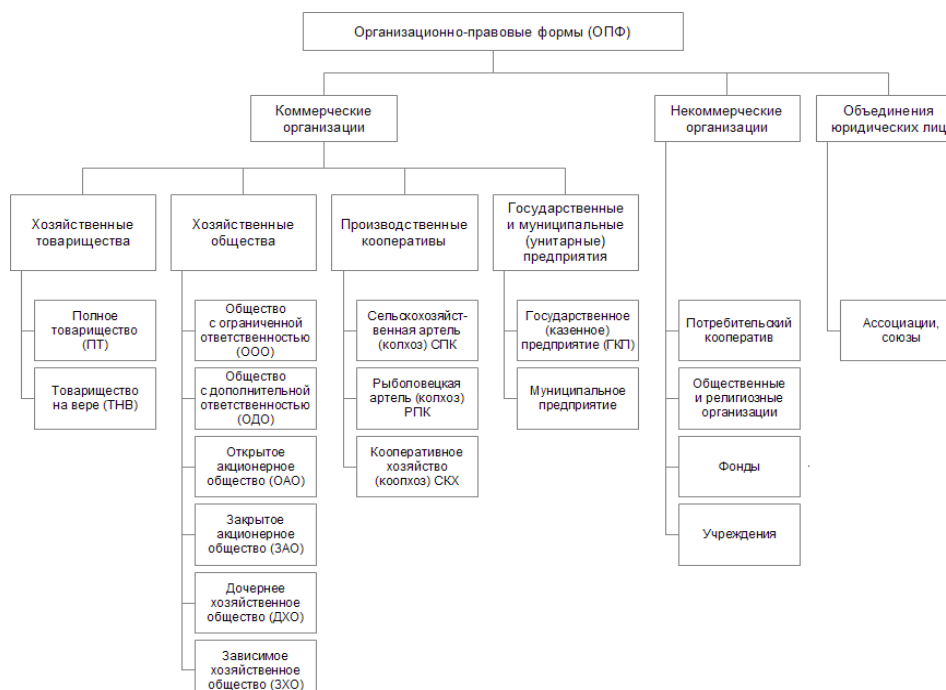 Организационно-правовые формы (ОПФ)
Коммерческие
организации
Некоммерческие
организации
Объединения
юридических лиц
Хозяйственные
товарищества
Хозяйственные
общества
Производственные
кооперативы
Государственные
и муниципальные
(унитарные)
предприятия
Полное
товарищество
(ПТ)
Товарищество
на вере (ТНВ)
Общество
с ограниченной
ответственностью
(ООО)
Общество
с дополнительной
ответственностью
(ОДО)
Открытое
акционерное
общество (ОАО)
Закрытое
акционерное
общество (ЗАО)
Дочернее
хозяйственное
общество (ДХО)
Зависимое
хозяйственное
общество (ЗХО)
Сельскохозяйст-
венная артель
(колхоз) СПК
Рыболовецкая
артель (колхоз)
РПК
Кооперативное
хозяйство
(коопхоз) СКХ
Государственное
(казенное)
предприятие (ГКП)
Муниципальное
предприятие
Потребительский
кооператив
Общественные
и религиозные
организации
Фонды
Учреждения
Ассоциации,
союзы